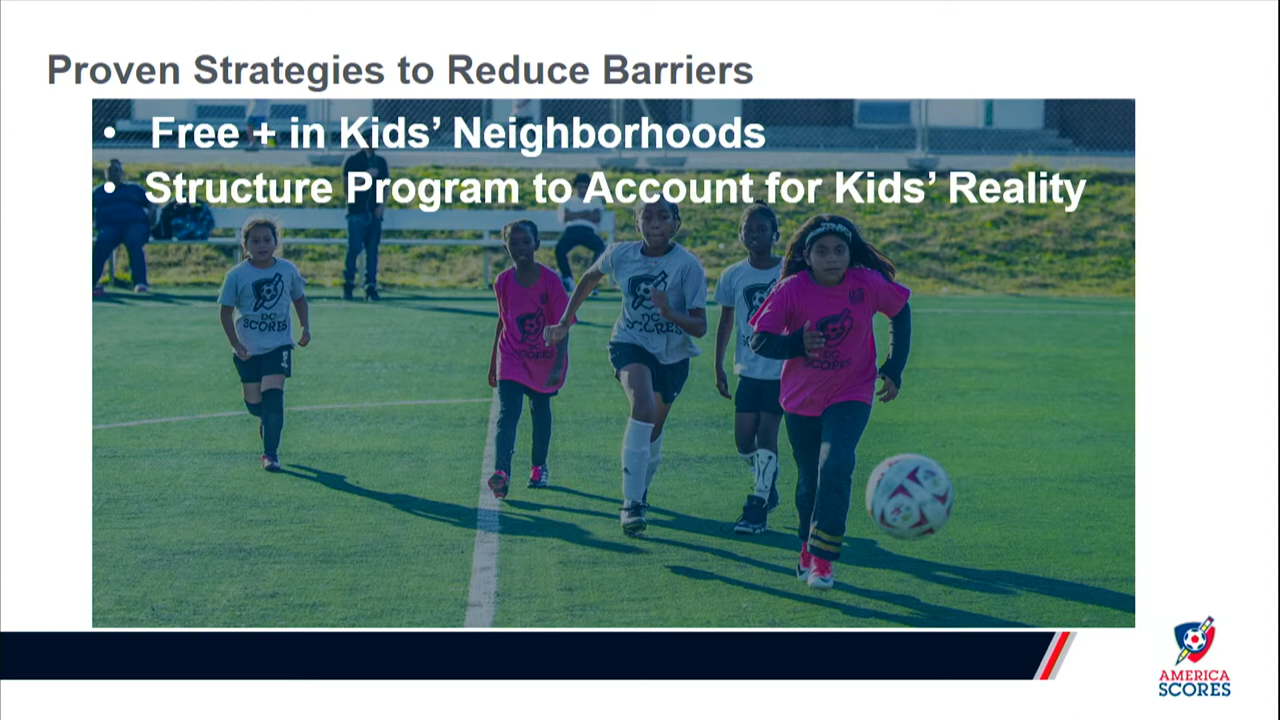 Proven Strategies to Reduce Barriers
• Free + in Kids’ Neighborhoods
• Structure Program to Account for Kids’ Reality
DC
SCORES
DC
SCORES
DC
SCORES
AMERICA
SCORES